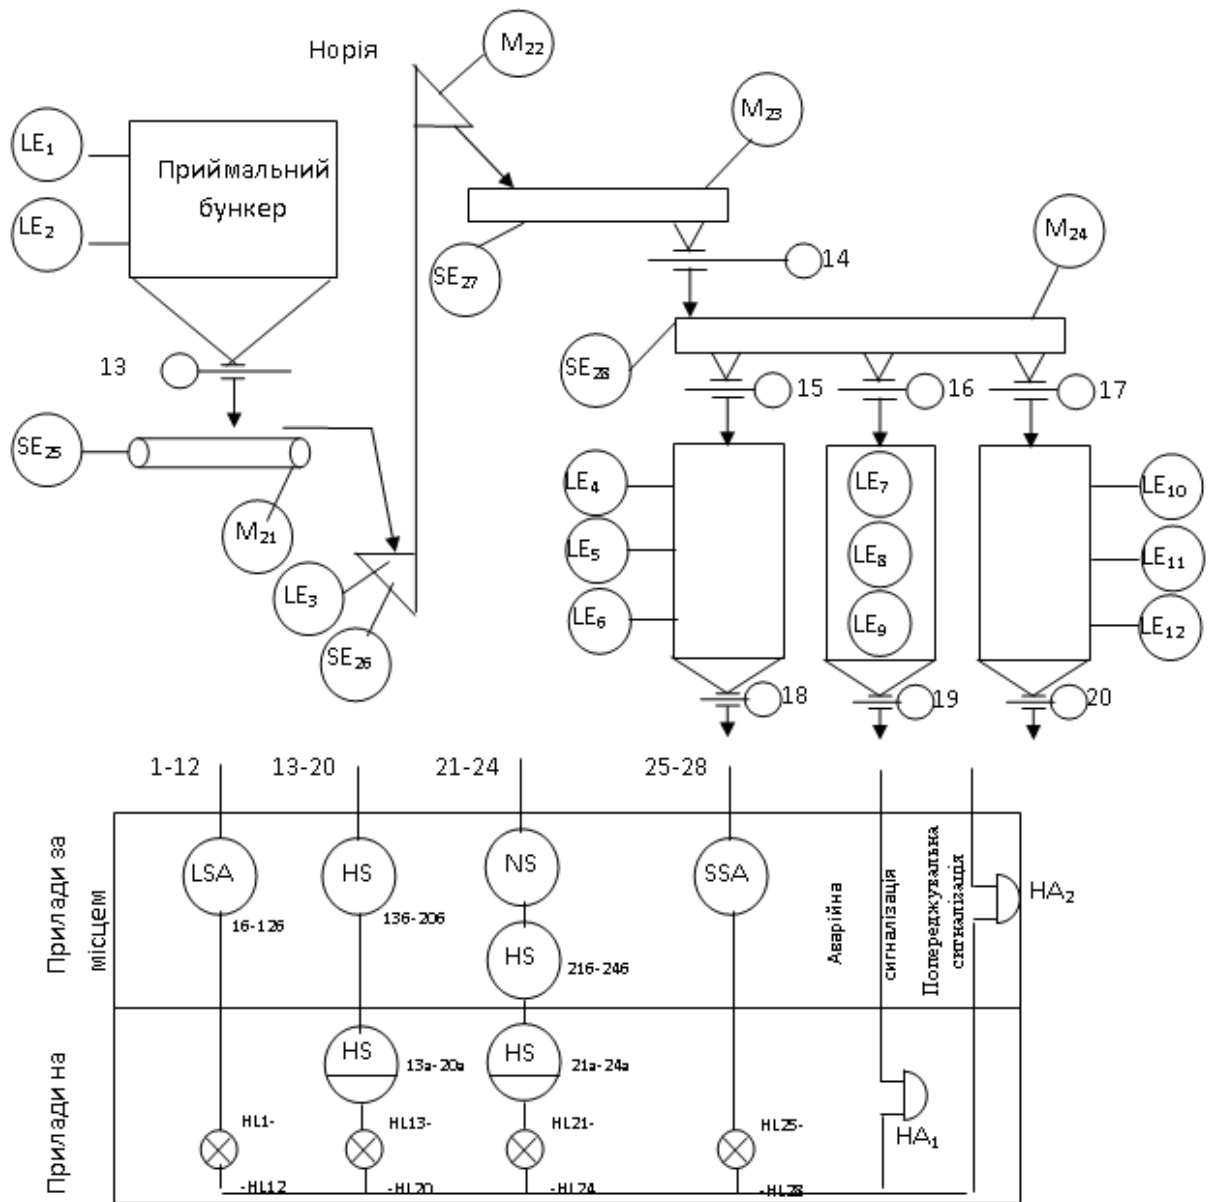 Норія
M22
M23
LE1
Приймальний
бункер
LE2
M24
SE27
14
13
SE28
15
16
17
SE25
LE4
LE7
LE10
M21
LE5
LE8
LE11
LE3
LE6
LE9
LE12
SE26
18
19
20
1-12
13-20
21-24
25-28
Прилади за
місцем
LSA
16-126
HS
136-206
NS
HS
216-246
SSA
Аварійна
сигналізація
Попереджувальна
сигналізація
HA2
Прилади на
HS
13а-20а
HS
21а-24а
HL1-
-HL12
HL13-
-HL20
HL21-
-HL24
HL25-
-HL28
HA1